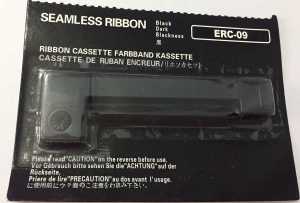 SEAMLESS RIBBON
Black
Dark
Blackness
黒
ERC-09
RIBBON CASSETTE FARBBAND KASSETTE
CASSETTE DE RUBAN ENCREUR/リボンカセット
Please read "CAUTION" on the reverse before use.
Vor Gebrauch bitte sehen Sie die "ACHTUNG" auf der
Rückseite.
Priere de lire "PRECAUTION" au dos avant l'usage.
に使用前にウラ面のご注意をお読み下さい。